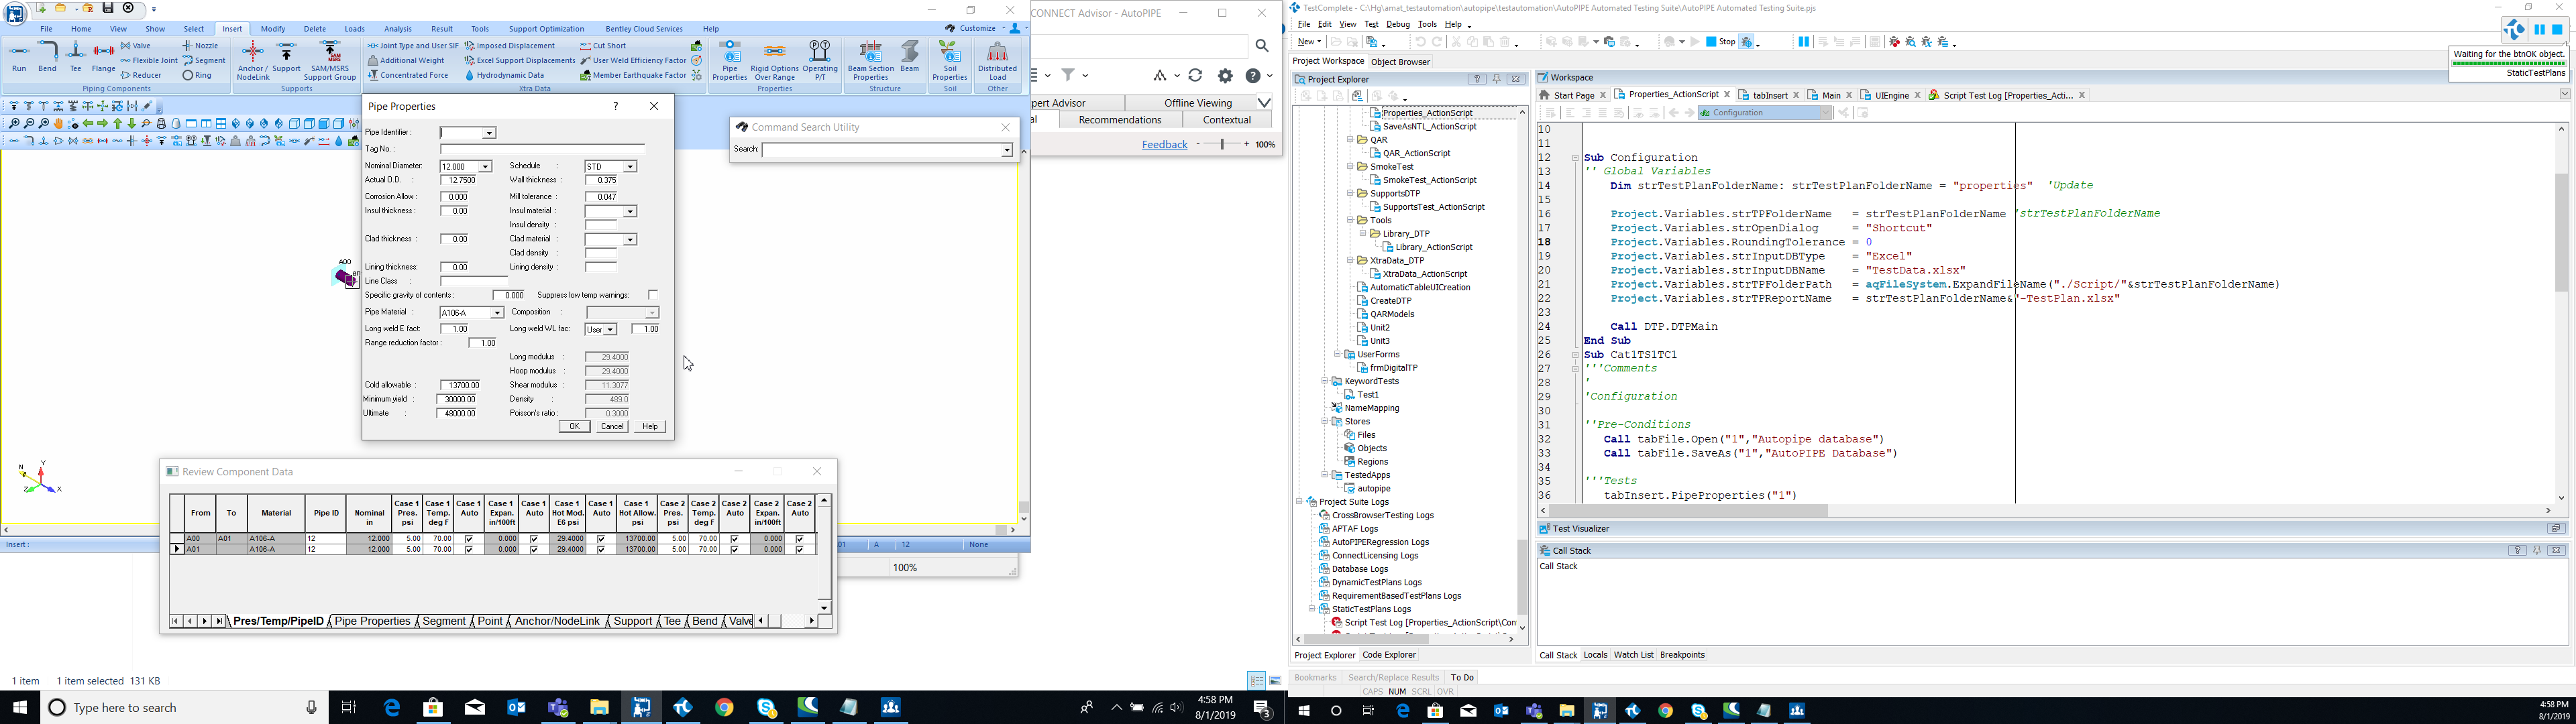 File Home View Show Select Insert Modify Delete Loads Analysis Result Tools Support Optimization Bentley Cloud Services Help
Customize
Run Bend Tee Flange
Valve
Flexible Joint
Reducer
Nozzle
Segment
Ring
Piping Components
Anchor / NodeLink
Support
SAM/MSRS Support Group
Supports
Joint Type and User SIF
Additional Weight
Concentrated Force
Imposed Displacement
Excel Support Displacements
Hydrodynamic Data
Cut Short
User Weld Efficiency Factor
Member Earthquake Factor
Xtra Data
Pipe Properties
Rigid Options Over Range
Operating P/T
Properties
Beam Section Properties
Beam
Structure
Soil Properties
Soil
Distributed Load
Other
Pipe Properties
Pipe Identifier :
Tag No. :
Nominal Diameter: 12.000 Schedule : STD
Actual O.D. : 12.7500 Wall thickness : 0.375
Corrosion Allow : 0.000 Mill tolerance : 0.047
Insul thickness : 0.00 Insul material :
Insul density :
Clad thickness : 0.00 Clad material :
Clad density :
Lining thickness: 0.00 Lining density :
Line Class :
Specific gravity of contents : 0.000 Suppress low temp warnings:
Pipe Material : A106-A Composition :
Long weld E fact: 1.00 Long weld WL fac: User 1.00
Range reduction factor: 1.00
Long modulus : 29.4000
Hoop modulus : 29.4000
Cold allowable : 13700.00 Shear modulus : 11.3077
Minimum yield : 30000.00 Density : 489.0
Ultimate : 48000.00 Poisson's ratio : 0.3000
OK Cancel Help
A00
N Y Z X
Command Search Utility
Search:
CONNECT Advisor - AutoPIPE
pert Advisor Offline Viewing
Recommendations Contextual
Feedback - + 100%
Review Component Data
From To Material Pipe ID Nominal in Case 1 Pres. psi Case 1 Temp. deg F Case 1 Auto Case 1 Expan. in/100ft Case 1 Auto Case 1 Hot Mod. E6 psi Case 1 Auto Case 1 Hot Allow. psi Case 2 Pres. psi Case 2 Temp. deg F Case 2 Auto Case 2 Expan. in/100ft Case 2 Auto
A00 A01 A106-A 12 12.000 5.00 70.00 0.000 29.4000 13700.00 5.00 70.00 0.000
A01 A106-A 12 12.000 5.00 70.00 0.000 29.4000 13700.00 5.00 70.00 0.000
Pres/Temp/PipeID Pipe Properties Segment Point Anchor/NodeLink Support Tee Bend Valve
Insert :
01 A 12 None
100%
1 item 1 item selected 131 KB
Type here to search
4:58 PM
8/1/2019
3
TestComplete - C:\Hg\amat_testautomation\autopipe\testautomation\AutoPIPE Automated Testing Suite\AutoPIPE Automated Testing Suite.pjs
File Edit View Test Debug Tools Help
New
Stop
Waiting for the btnOK object.
StaticTestPlans
Project Workspace Object Browser
Project Explorer
Properties_ActionScript
SaveAsNTL_ActionScript
QAR
QAR_ActionScript
SmokeTest
SmokeTest_ActionScript
SupportsDTP
SupportsTest_ActionScript
Tools
Library_DTP
Library_ActionScript
XtraData_DTP
XtraData_ActionScript
AutomaticTableUICreation
CreateDTP
QARModels
Unit2
Unit3
UserForms
frmDigitalTP
KeywordTests
Test1
NameMapping
Stores
Files
Objects
Regions
TestedApps
autopipe
Project Suite Logs
CrossBrowserTesting Logs
APTAF Logs
AutoPIPERegression Logs
ConnectLicensing Logs
Database Logs
DynamicTestPlans Logs
RequirementBasedTestPlans Logs
StaticTestPlans Logs
Script Test Log [Properties_ActionScript\Con
Project Explorer Code Explorer
Workspace
Start Page Properties_ActionScript tabInsert Main UIEngine Script Test Log [Properties_Acti...
Configuration
10
11
12 Sub Configuration
13 '' Global Variables
14 Dim strTestPlanFolderName: strTestPlanFolderName = "properties" 'Update
15
16 Project.Variables.strTPFolderName = strTestPlanFolderName 'strTestPlanFolderName
17 Project.Variables.strOpenDialog = "Shortcut"
18 Project.Variables.RoundingTolerance = 0
19 Project.Variables.strInputDBType = "Excel"
20 Project.Variables.strInputDBName = "TestData.xlsx"
21 Project.Variables.strTPFolderPath = aqFileSystem.ExpandFileName("./Script/"&strTestPlanFolderName)
22 Project.Variables.strTPReportName = strTestPlanFolderName&"-TestPlan.xlsx"
23
24 Call DTP.DTPMain
25 End Sub
26 Sub Cat1TS1TC1
27 '''Comments
28 '
29 'Configuration
30
31 ''Pre-Conditions
32 Call tabFile.Open("1","Autopipe database")
33 Call tabFile.SaveAs("1","AutoPIPE Database")
34
35 '''Tests
36 tabInsert.PipeProperties("1")
Test Visualizer
Call Stack
Call Stack
Call Stack Locals Watch List Breakpoints
Bookmarks Search/Replace Results To Do
CAPS NUM SCRL OVR
4:58 PM
8/1/2019